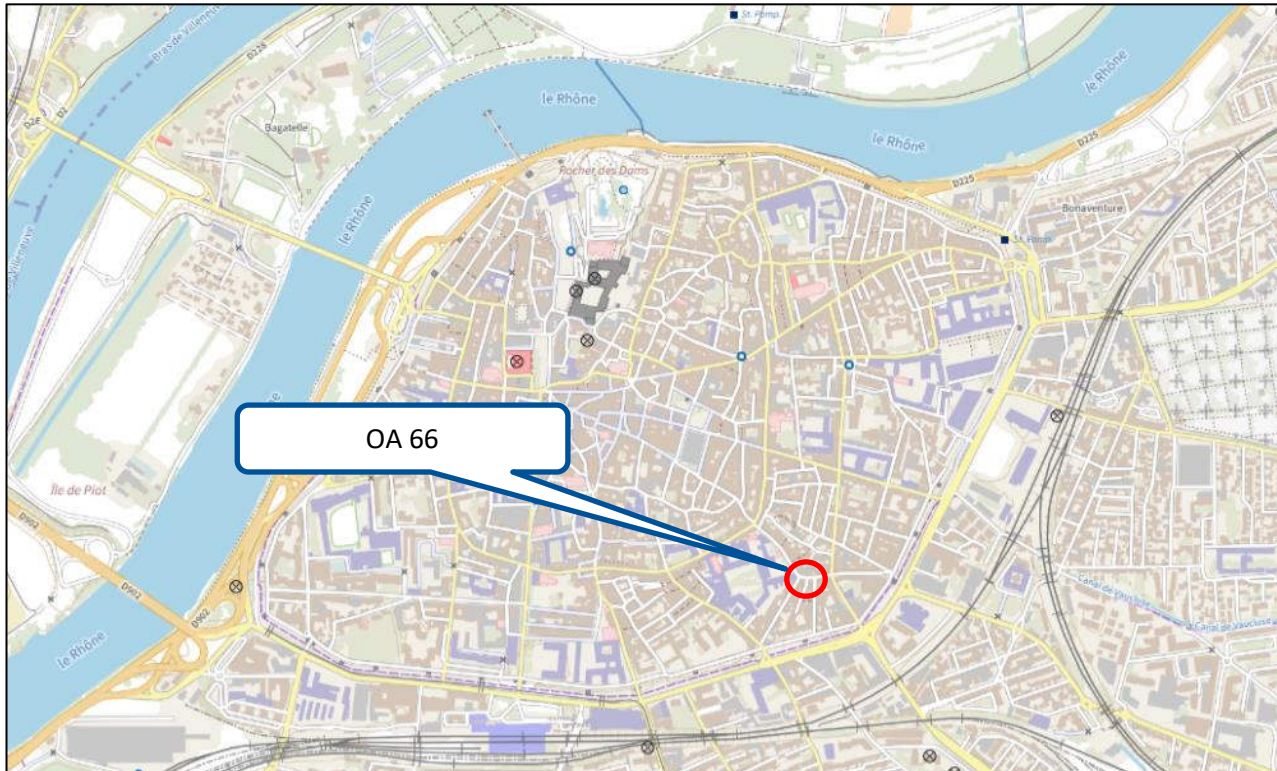 St. Pomp.
Bras de Villeneuve
D228
le Rhône
le Rhône
D2
Bagatelle
le Rhône
D225
D225
Rocher des Doms
le Rhône
Bonaventure
St. Pomp.
OA 66
Île de Piot
D902
D902
D902
le Rhône
Canal de Vaucluse
Canal de Vaucluse